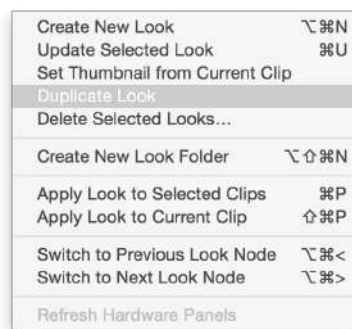 Create New Look ⌥⌘N
Update Selected Look ⌘U
Set Thumbnail from Current Clip
Duplicate Look
Delete Selected Looks...
Create New Look Folder ⌥⇧⌘N
Apply Look to Selected Clips ⌘P
Apply Look to Current Clip ⇧⌘P
Switch to Previous Look Node ⌥⌘<
Switch to Next Look Node ⌥⌘>
Refresh Hardware Panels